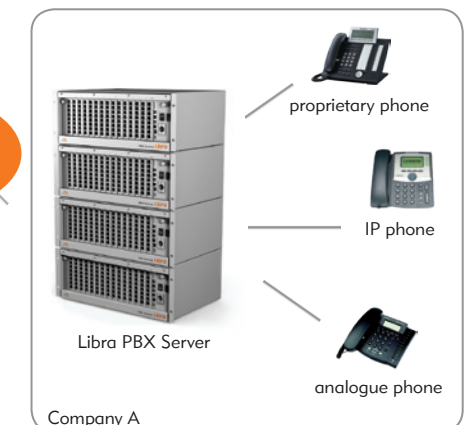 proprietary phone
IP phone
Libra PBX Server
analogue phone
Company A